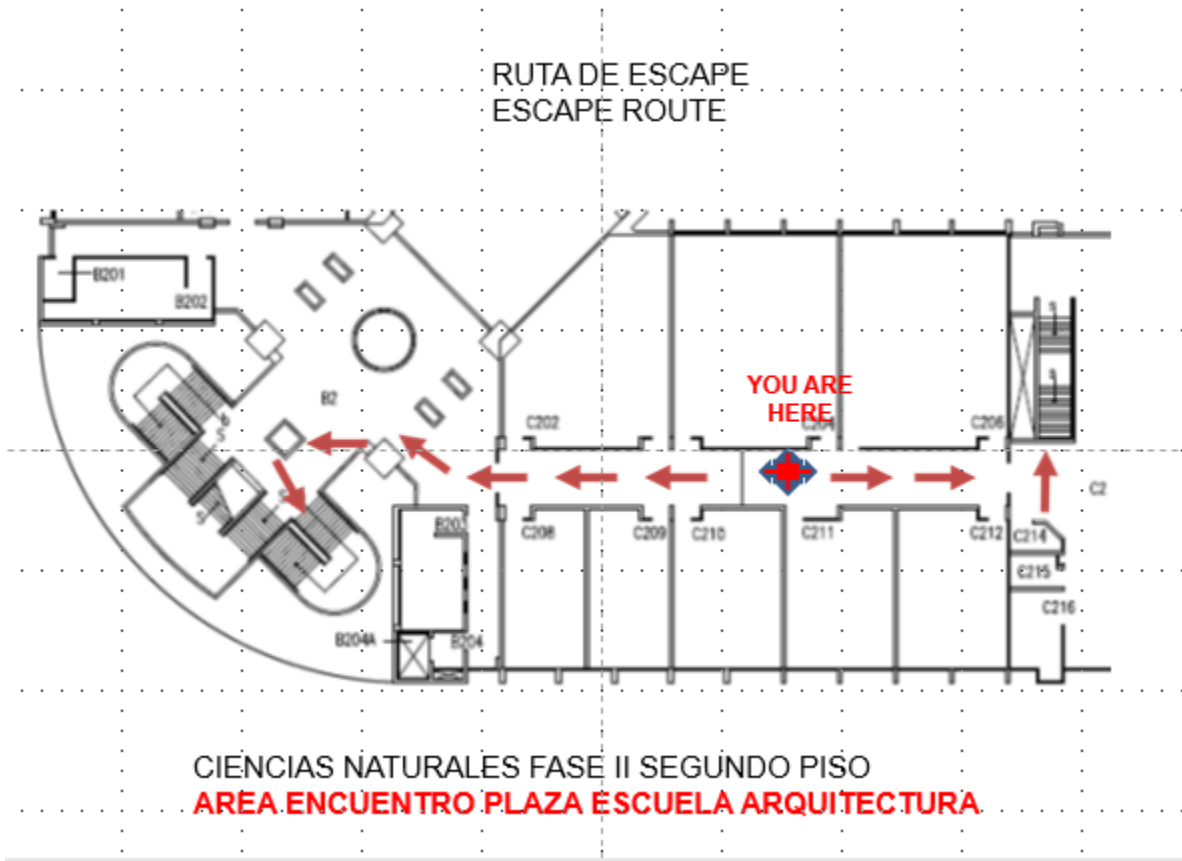 RUTA DE ESCAPE
ESCAPE ROUTE
B201
B202
YOU ARE
HERE
B2
C202
C204
C206
S
S
S
S
S
C2
B203
C208
C209
C210
C211
C212
C214
C215
C216
B204A
B204
CIENCIAS NATURALES FASE II SEGUNDO PISO
AREA ENCUENTRO PLAZA ESCUELA ARQUITECTURA